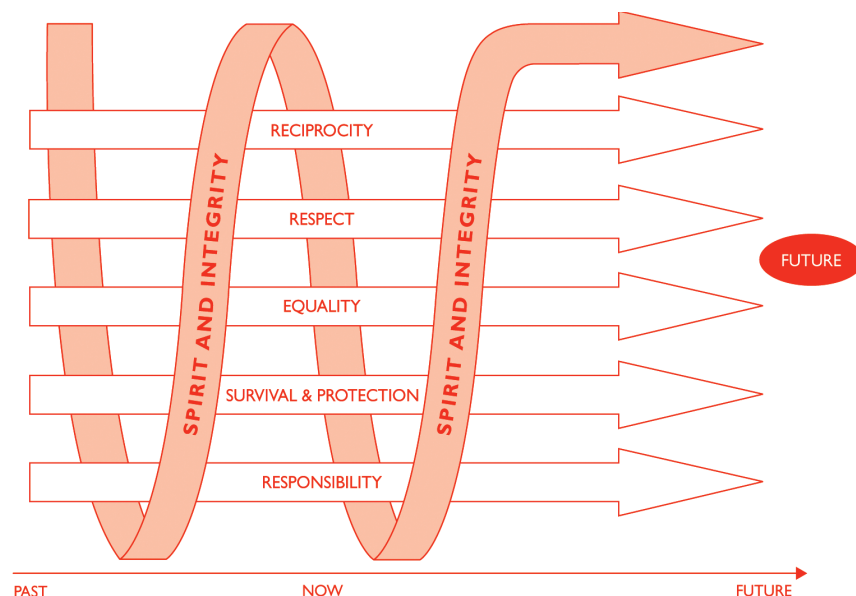 RECIPROCITY
SPIRIT AND INTEGRITY
SPIRIT AND INTEGRITY
RESPECT
FUTURE
EQUALITY
SURVIVAL & PROTECTION
RESPONSIBILITY
PAST
NOW
FUTURE